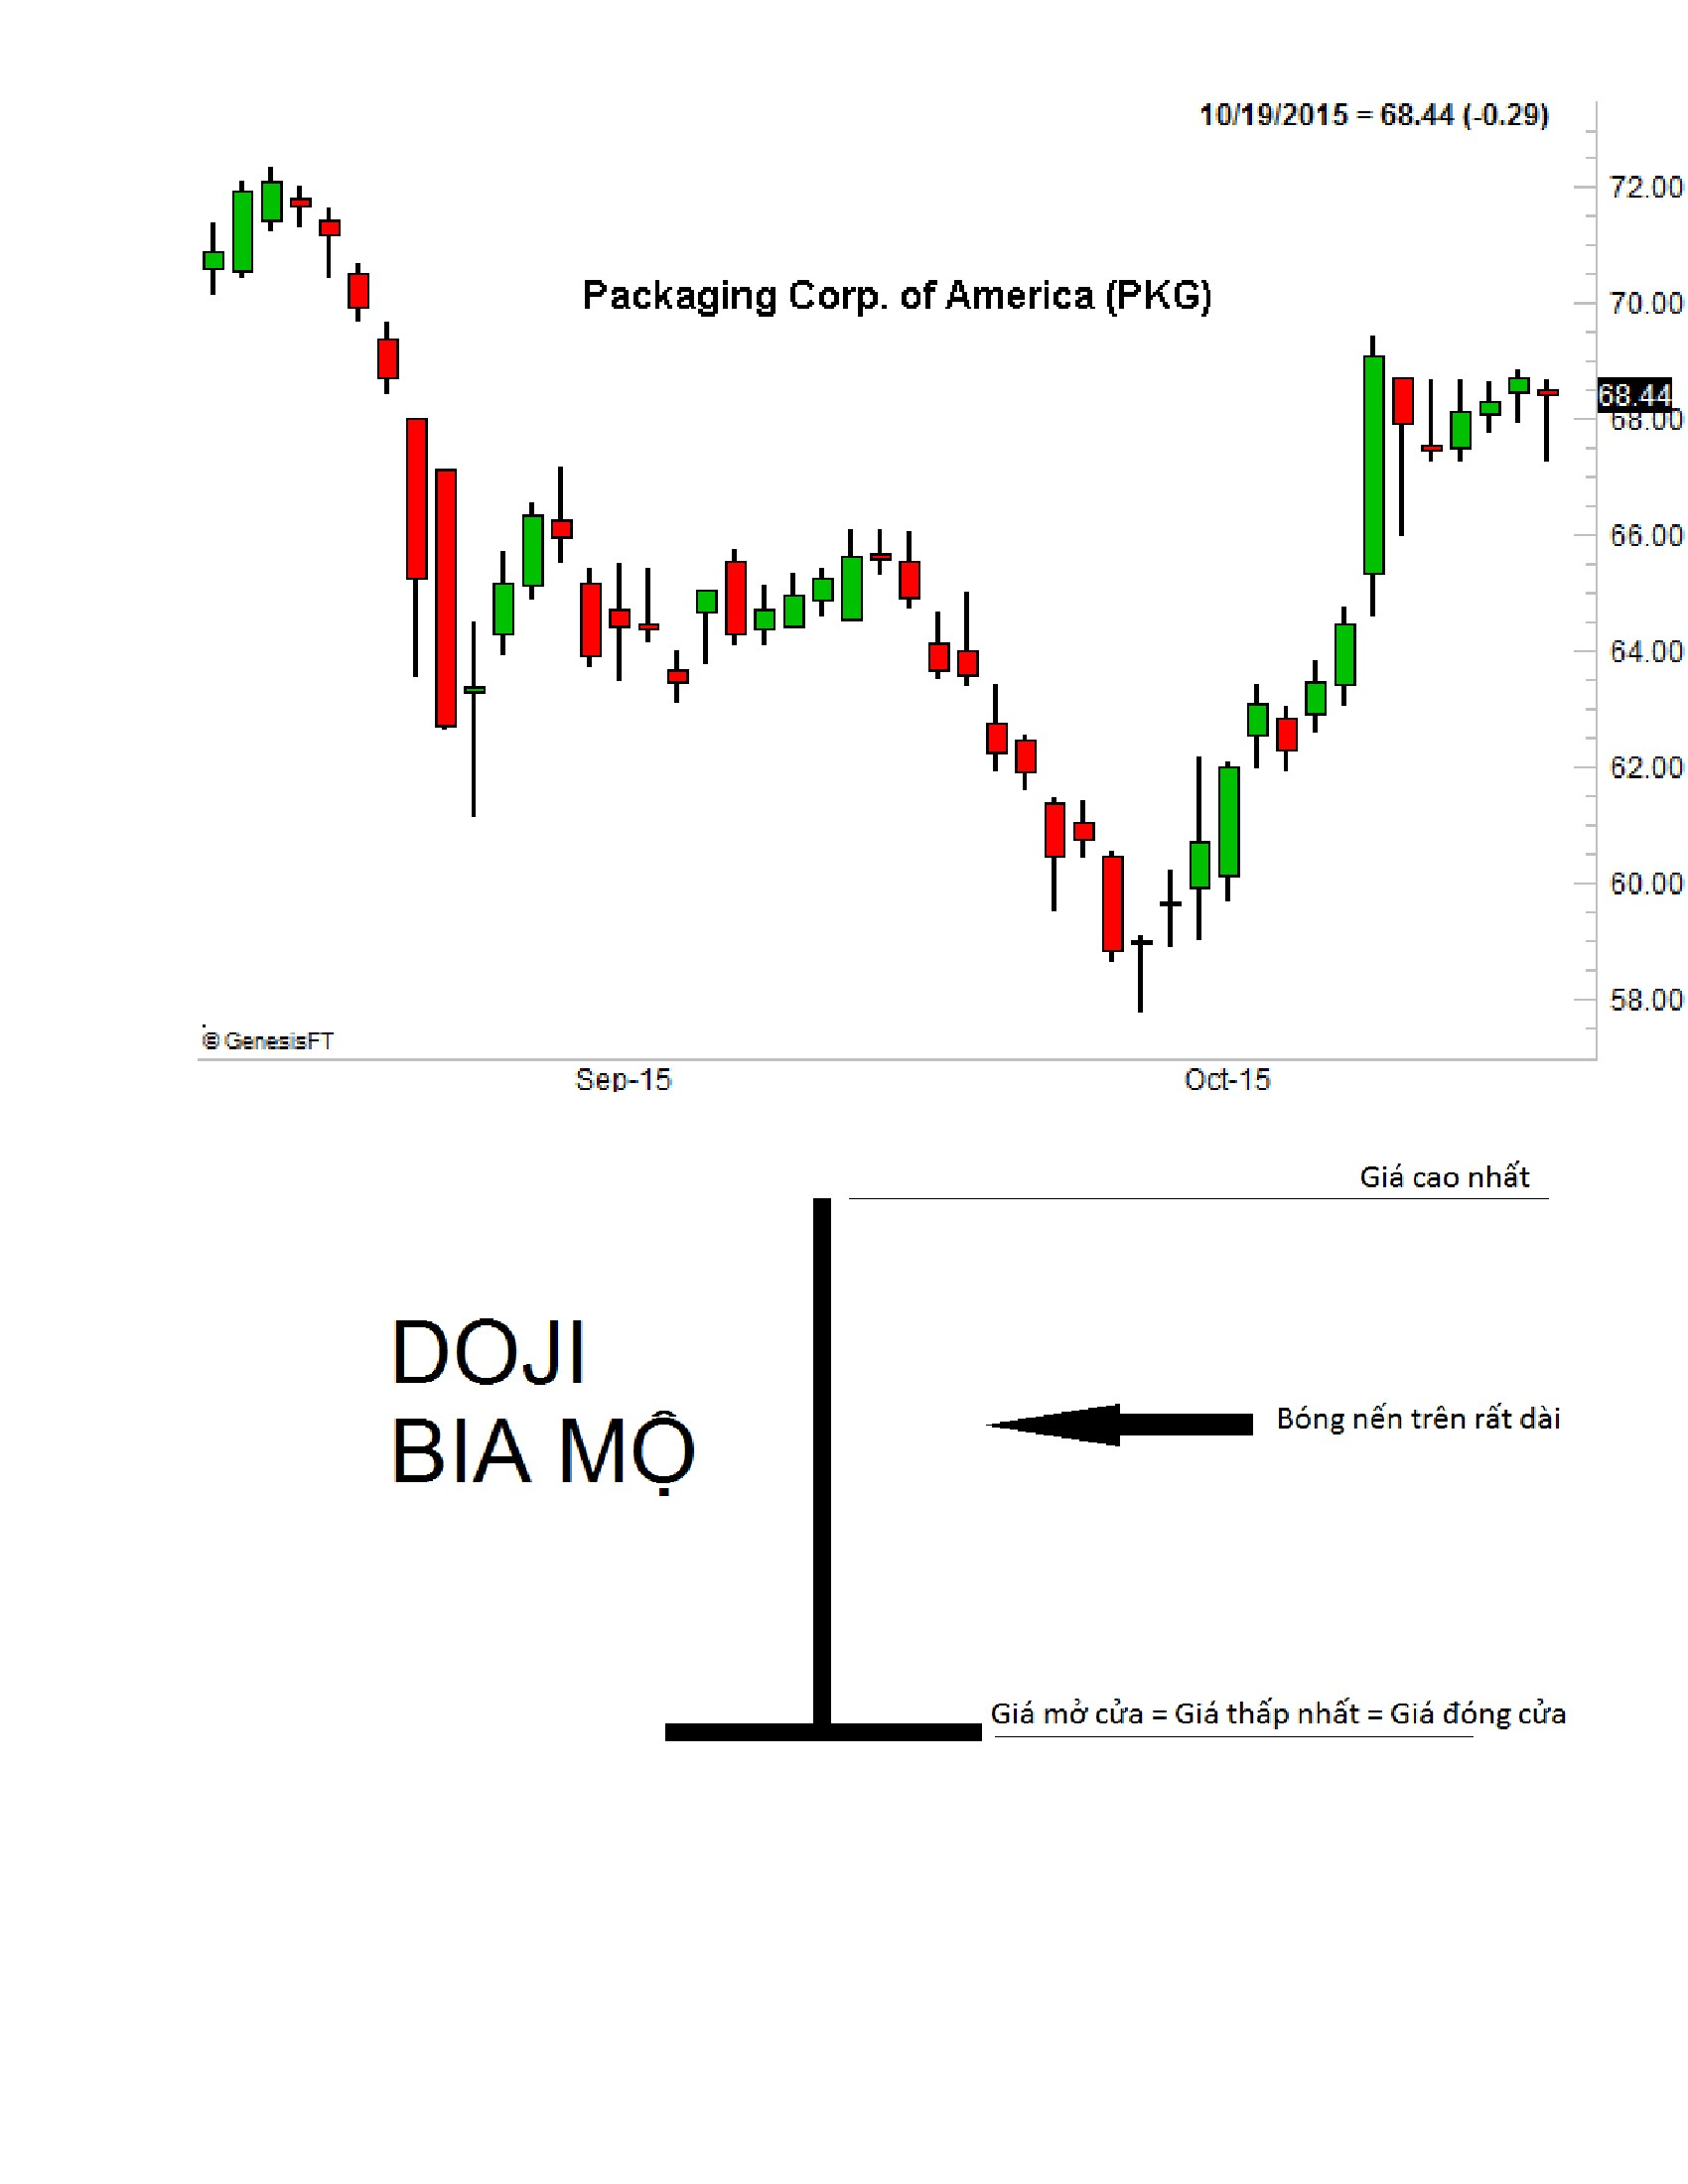 10/19/2015 = 68.44 (-0.29)
72.00
Packaging Corp. of America (PKG)
70.00
68.44
68.00
66.00
64.00
62.00
60.00
58.00
© GenesisFT
Sep-15
Oct-15
Giá cao nhất
DOJI
BIA MỘ
Bóng nến trên rất dài
Giá mở cửa = Giá thấp nhất = Giá đóng cửa